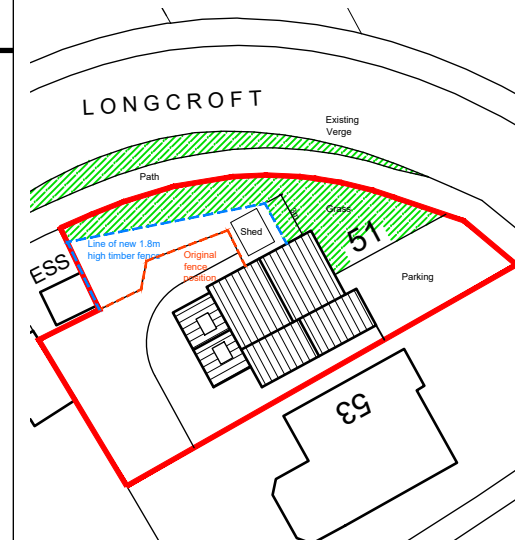 LONGCROFT
Existing
Verge
Path
Grass
Shed
51
Line of new 1.8m
high timber fence
Original
fence
position
ESS
Parking
53